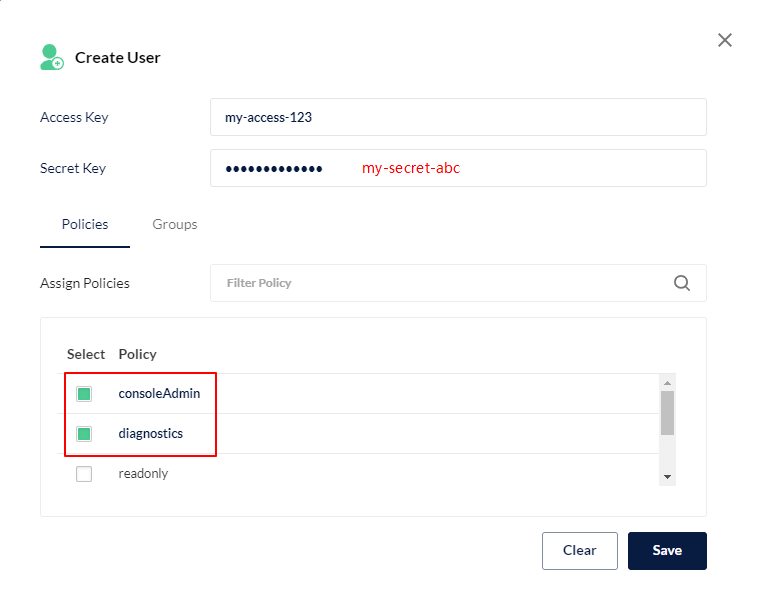 Create User
Access Key my-access-123
Secret Key ●●●●●●●●●●●●● my-secret-abc
Policies Groups
Assign Policies Filter Policy
Select Policy
consoleAdmin
diagnostics
readonly
Clear Save